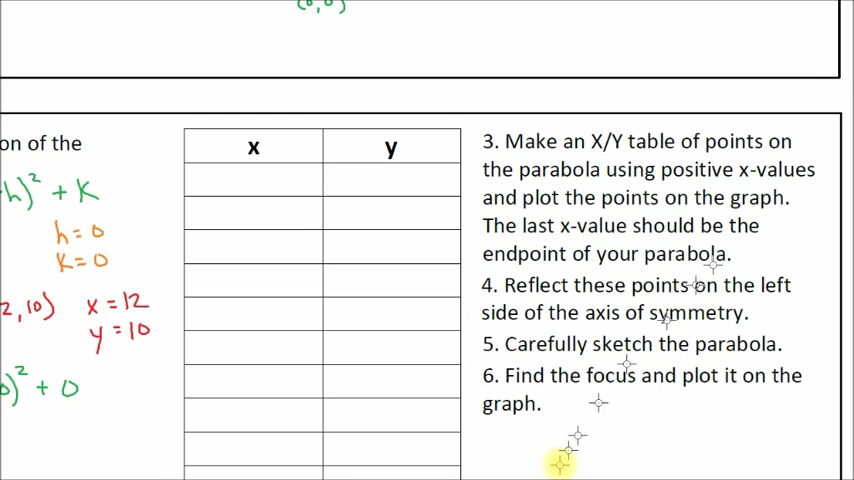 (0,0)
on of the
h)² + K
h = 0
K = 0
2, 10) x = 12
y = 10
)² + 0
x y
3. Make an X/Y table of points on
the parabola using positive x-values
and plot the points on the graph.
The last x-value should be the
endpoint of your parabola.
4. Reflect these points on the left
side of the axis of symmetry.
5. Carefully sketch the parabola.
6. Find the focus and plot it on the
graph.